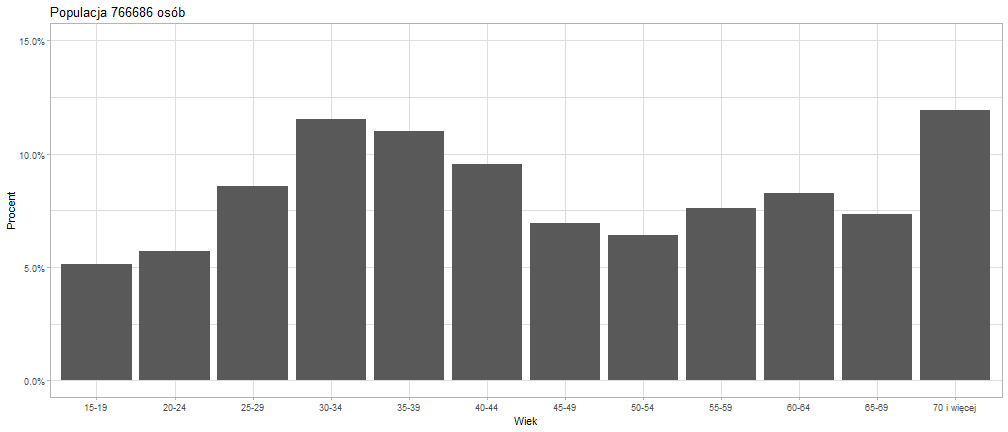 Populacja 766686 osób
15.0%
10.0%
5.0%
0.0%
Procent
15-19 20-24 25-29 30-34 35-39 40-44 45-49 50-54 55-59 60-64 65-69 70 i więcej
Wiek